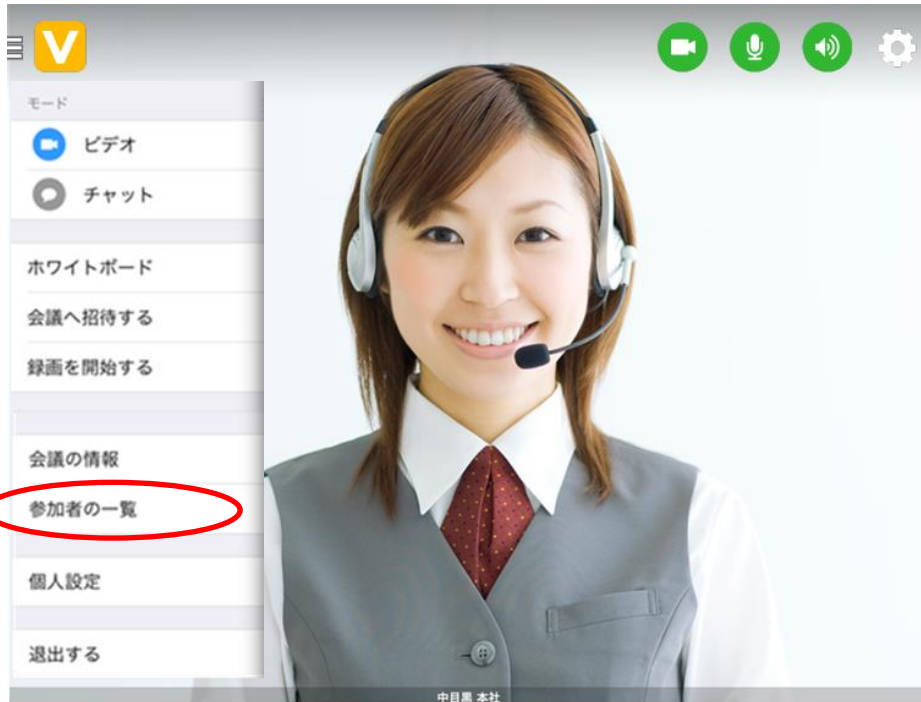 V
モード
ビデオ
チャット
ホワイトボード
会議へ招待する
録画を開始する
会議の情報
参加者の一覧
個人設定
退出する
中目黒 本社